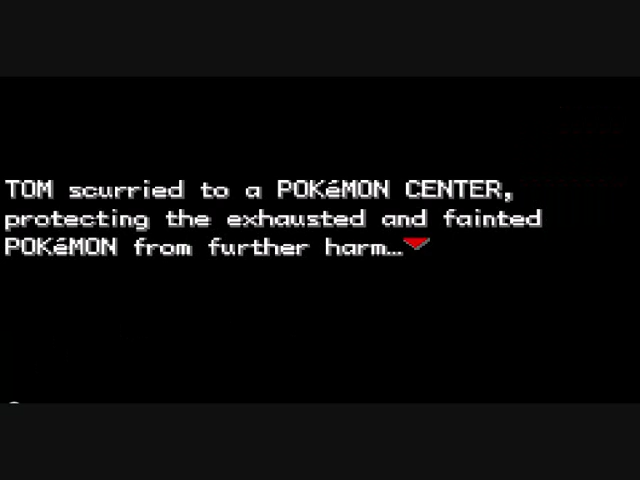 TOM scurried to a POKéMON CENTER,
protecting the exhausted and fainted
POKéMON from further harm…